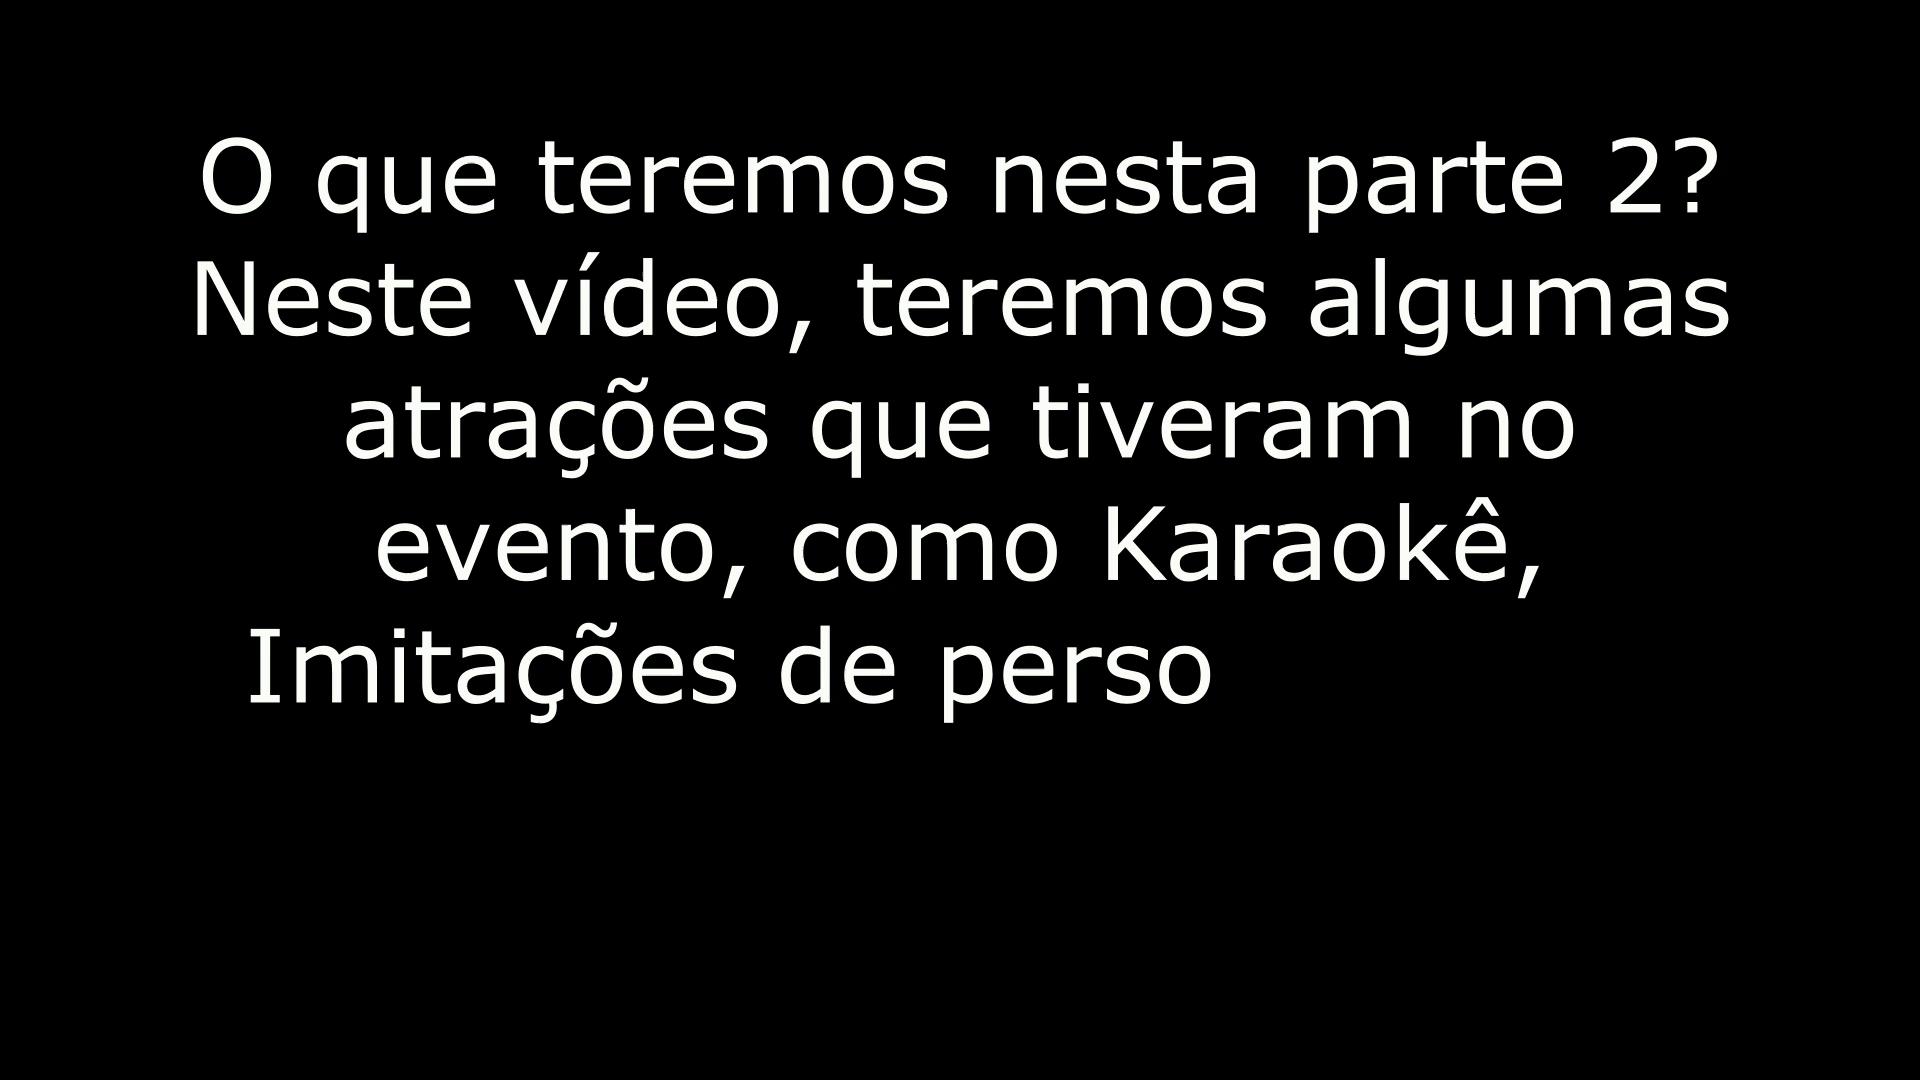 O que teremos nesta parte 2?
Neste vídeo, teremos algumas
atrações que tiveram no
evento, como Karaokê,
Imitações de perso